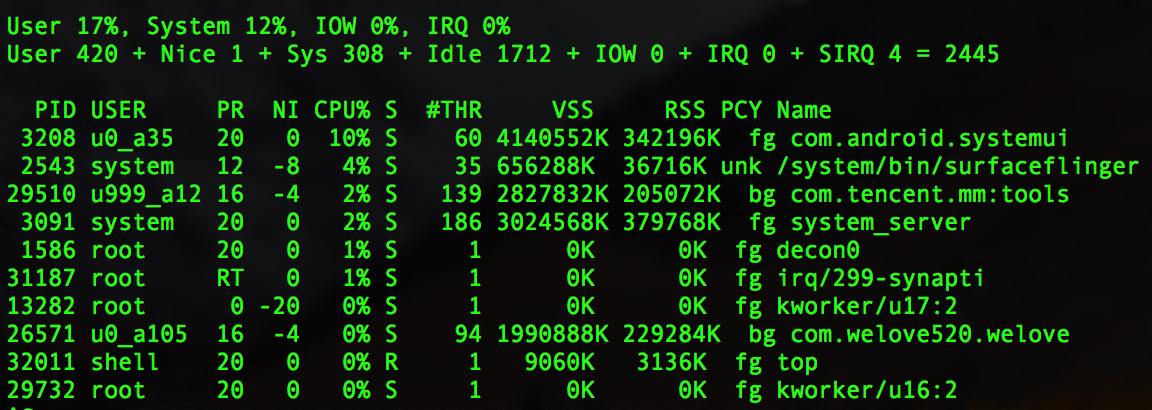 User 17%, System 12%, IOW 0%, IRQ 0%
User 420 + Nice 1 + Sys 308 + Idle 1712 + IOW 0 + IRQ 0 + SIRQ 4 = 2445
PID USER PR NI CPU% S #THR VSS RSS PCY Name
3208 u0_a35 20 0 10% S 60 4140552K 342196K fg com.android.systemui
2543 system 12 -8 4% S 35 656288K 36716K unk /system/bin/surfaceflinger
29510 u999_a12 16 -4 2% S 139 2827832K 205072K bg com.tencent.mm:tools
3091 system 20 0 2% S 186 3024568K 379768K fg system_server
1586 root 20 0 1% S 1 0K 0K fg decon0
31187 root RT 0 1% S 1 0K 0K fg irq/299-synapti
13282 root 0 -20 0% S 1 0K 0K fg kworker/u17:2
26571 u0_a105 16 -4 0% S 94 1990888K 229284K bg com.welove520.welove
32011 shell 20 0 0% R 1 9060K 3136K fg top
29732 root 20 0 0% S 1 0K 0K fg kworker/u16:2